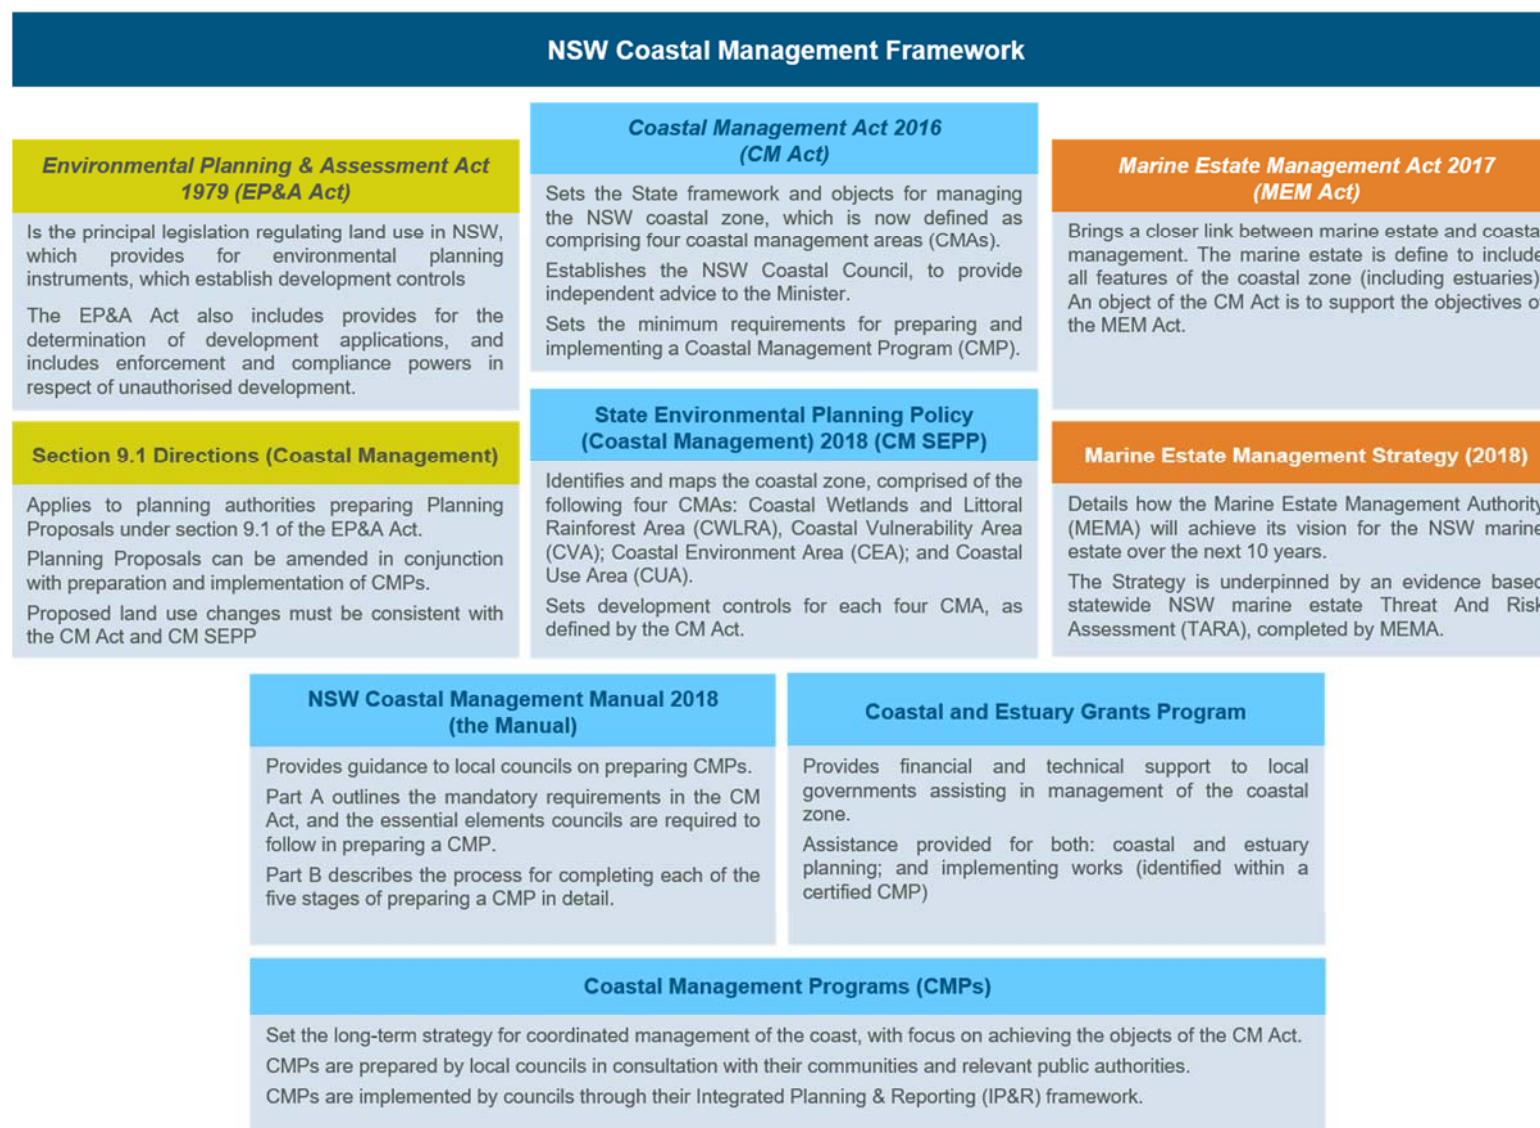 NSW Coastal Management Framework
Environmental Planning & Assessment Act
1979 (EP&A Act)
Is the principal legislation regulating land use in NSW,
which provides for environmental planning
instruments, which establish development controls
The EP&A Act also includes provides for the
determination of development applications, and
includes enforcement and compliance powers in
respect of unauthorised development.
Coastal Management Act 2016
(CM Act)
Sets the State framework and objects for managing
the NSW coastal zone, which is now defined as
comprising four coastal management areas (CMAs).
Establishes the NSW Coastal Council, to provide
independent advice to the Minister.
Sets the minimum requirements for preparing and
implementing a Coastal Management Program (CMP).
Marine Estate Management Act 2017
(MEM Act)
Brings a closer link between marine estate and coasta
management. The marine estate is define to include
all features of the coastal zone (including estuaries)
An object of the CM Act is to support the objectives of
the MEM Act.
Section 9.1 Directions (Coastal Management)
Applies to planning authorities preparing Planning
Proposals under section 9.1 of the EP&A Act.
Planning Proposals can be amended in conjunction
with preparation and implementation of CMPs.
Proposed land use changes must be consistent with
the CM Act and CM SEPP
State Environmental Planning Policy
(Coastal Management) 2018 (CM SEPP)
Identifies and maps the coastal zone, comprised of the
following four CMAs: Coastal Wetlands and Littoral
Rainforest Area (CWLRA), Coastal Vulnerability Area
(CVA); Coastal Environment Area (CEA); and Coastal
Use Area (CUA).
Sets development controls for each four CMA, as
defined by the CM Act.
Marine Estate Management Strategy (2018)
Details how the Marine Estate Management Authority
(MEMA) will achieve its vision for the NSW marine
estate over the next 10 years.
The Strategy is underpinned by an evidence based
statewide NSW marine estate Threat And Risk
Assessment (TARA), completed by MEMA.
NSW Coastal Management Manual 2018
(the Manual)
Provides guidance to local councils on preparing CMPs.
Part A outlines the mandatory requirements in the CM
Act, and the essential elements councils are required to
follow in preparing a CMP.
Part B describes the process for completing each of the
five stages of preparing a CMP in detail.
Coastal and Estuary Grants Program
Provides financial and technical support to local
governments assisting in management of the coastal
zone.
Assistance provided for both: coastal and estuary
planning; and implementing works (identified within a
certified CMP)
Coastal Management Programs (CMPs)
Set the long-term strategy for coordinated management of the coast, with focus on achieving the objects of the CM Act.
CMPs are prepared by local councils in consultation with their communities and relevant public authorities.
CMPs are implemented by councils through their Integrated Planning & Reporting (IP&R) framework.